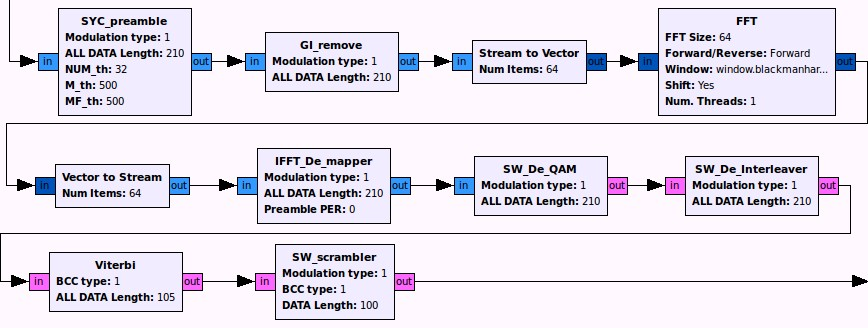 SYC_preamble
Modulation type: 1
ALL DATA Length: 210
NUM_th: 32
M_th: 500
MF_th: 500
in
out
GI_remove
Modulation type: 1
ALL DATA Length: 210
in
out
Stream to Vector
Num Items: 64
in
out
FFT
FFT Size: 64
Forward/Reverse: Forward
Window: window.blackmanhar...
Shift: Yes
Num. Threads: 1
in
out
Vector to Stream
Num Items: 64
in
out
IFFT_De_mapper
Modulation type: 1
ALL DATA Length: 210
Preamble PER: 0
in
out
SW_De_QAM
Modulation type: 1
ALL DATA Length: 210
in
out
SW_De_Interleaver
Modulation type: 1
ALL DATA Length: 210
in
out
Viterbi
BCC type: 1
ALL DATA Length: 105
in
out
SW_scrambler
Modulation type: 1
BCC type: 1
DATA Length: 100
in
out